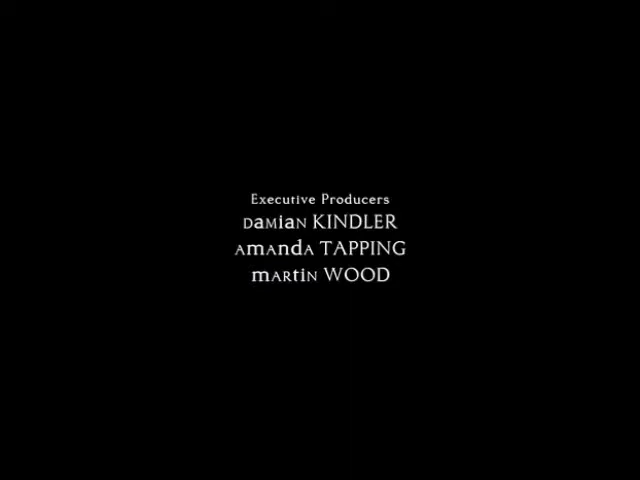 Executive Producers
DaMiaN KINDLER
AmAndA TAPPING
mARtiN WOOD